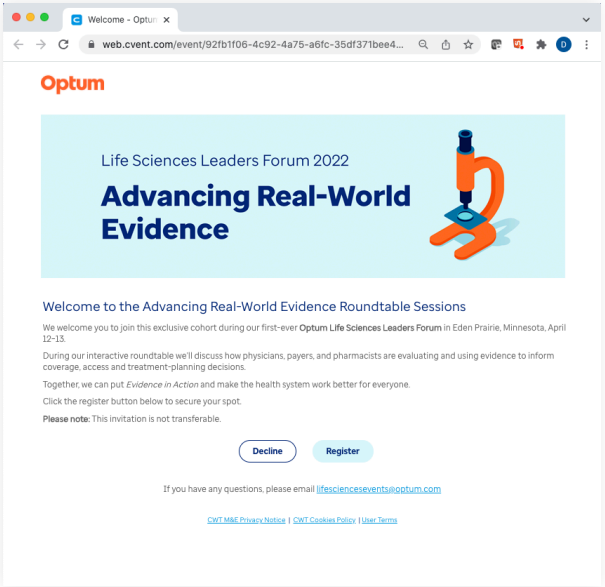 Welcome - Optum
web.cvent.com/event/92fb1f06-4c92-4a75-a6fc-35df371bee4...
D
Optum
Life Sciences Leaders Forum 2022
Advancing Real-World
Evidence
Welcome to the Advancing Real-World Evidence Roundtable Sessions
We welcome you to join this exclusive cohort during our first-ever Optum Life Sciences Leaders Forum in Eden Prairie, Minnesota, April
12-13.
During our interactive roundtable we'll discuss how physicians, payers, and pharmacists are evaluating and using evidence to inform
coverage, access and treatment-planning decisions.
Together, we can put Evidence in Action and make the health system work better for everyone.
Click the register button below to secure your spot.
Please note: This invitation is not transferable.
Decline Register
If you have any questions, please email lifesciencesevents@optum.com
CWT M&E Privacy Notice | CWT Cookies Policy | User Terms